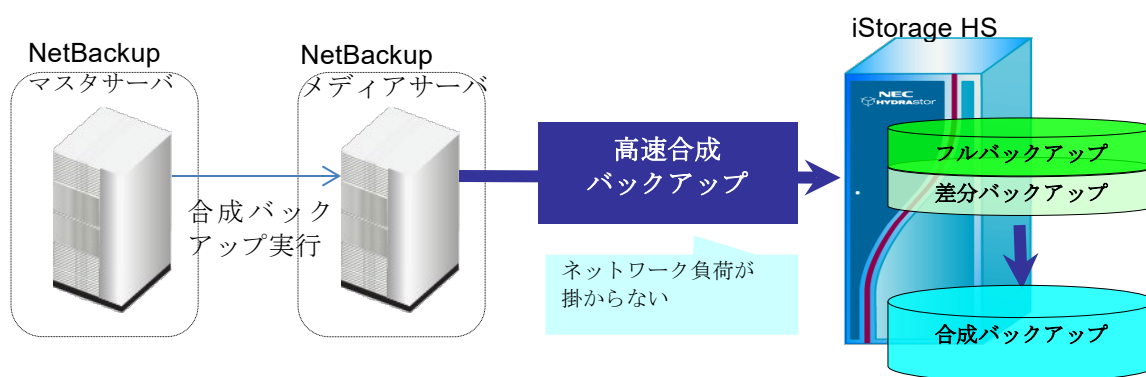 NetBackup
マスタサーバ
NetBackup
メディアサーバ
合成バック
アップ実行
高速合成
バックアップ
ネットワーク負荷が
掛からない
iStorage HS
NEC
HYDRAstor
フルバックアップ
差分バックアップ
合成バックアップ